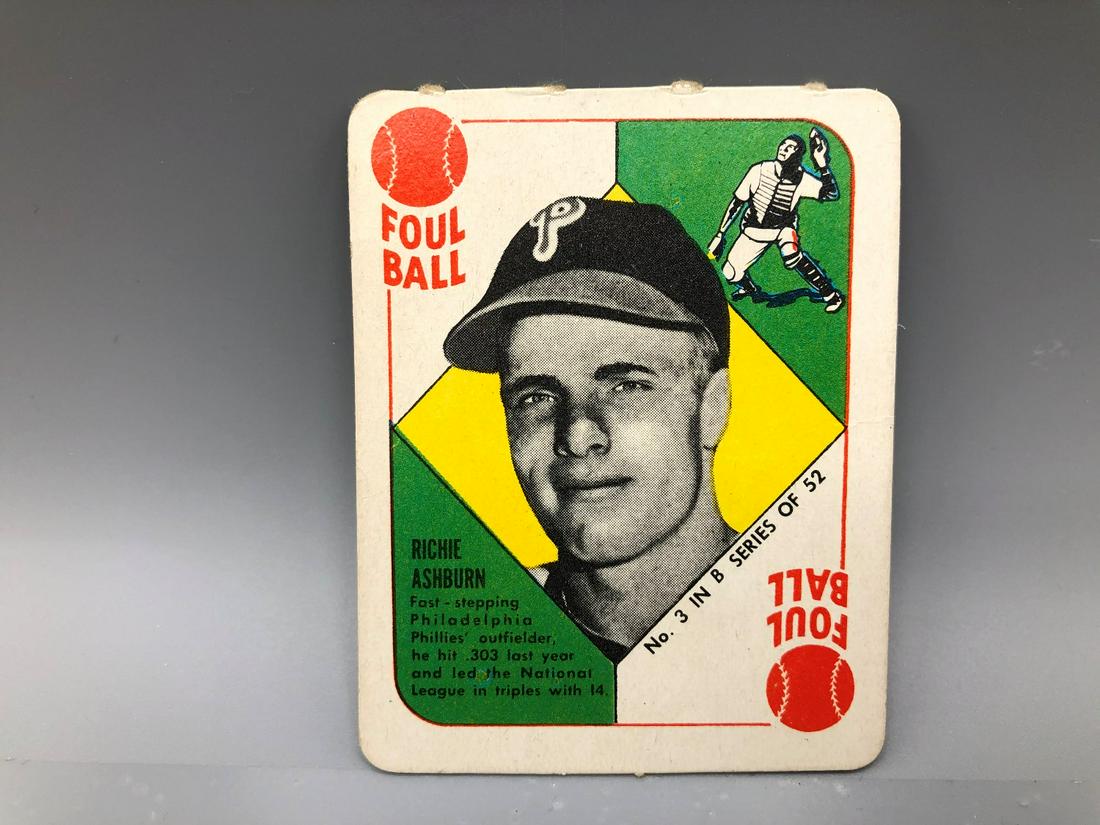 FOUL
BALL
P
RICHIE
ASHBURN
Fast-stepping
Philadelphia
Phillies' outfielder,
he hit .303 last year
and led the National
League in triples with 14.
No. 3 IN B SERIES OF 52
FOUL
BALL